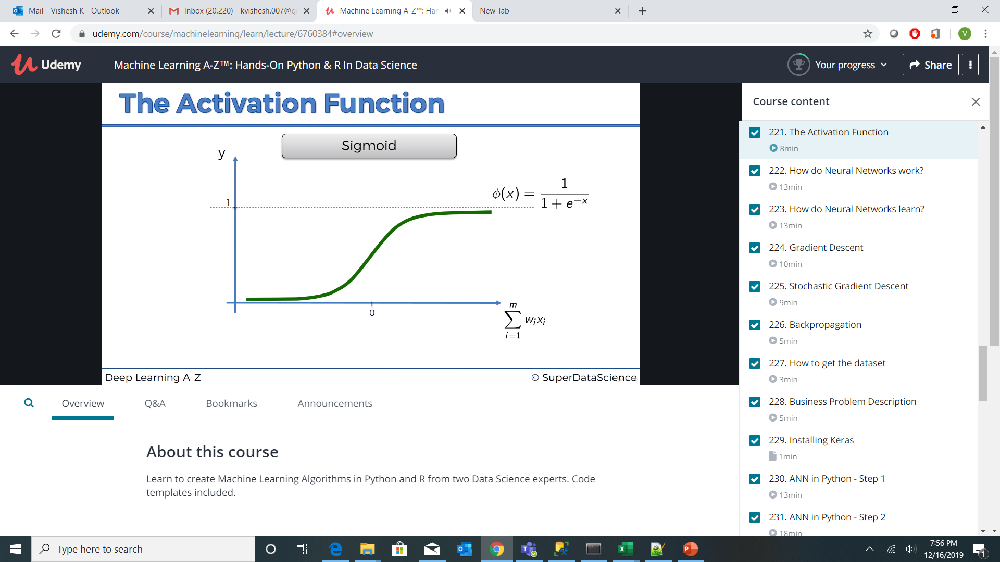 Mail - Vishesh K - Outlook
Inbox (20,220) - kvishesh.007@g
Machine Learning A-Z™: Han
New Tab
udemy.com/course/machinelearning/learn/lecture/6760384#overview
V
Udemy
Machine Learning A-Z™: Hands-On Python & R In Data Science
Your progress
Share
The Activation Function
Sigmoid
y
1
ϕ(x) = 1 / (1 + e^−x)
0
m
∑ wᵢxᵢ
i=1
Deep Learning A-Z
© SuperDataScience
Course content
221. The Activation Function
8min
222. How do Neural Networks work?
13min
223. How do Neural Networks learn?
13min
224. Gradient Descent
10min
225. Stochastic Gradient Descent
9min
226. Backpropagation
5min
227. How to get the dataset
3min
228. Business Problem Description
5min
229. Installing Keras
1min
230. ANN in Python - Step 1
13min
231. ANN in Python - Step 2
18min
Overview
Q&A
Bookmarks
Announcements
About this course
Learn to create Machine Learning Algorithms in Python and R from two Data Science experts. Code
templates included.
Type here to search
7:56 PM
12/16/2019
1